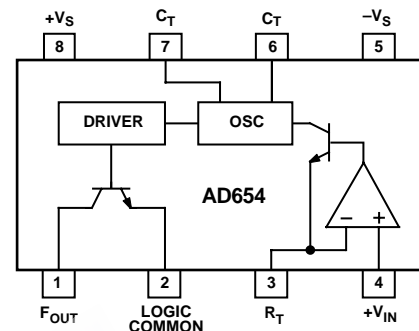 +VS CT CT –VS
8 7 6 5
DRIVER OSC
AD654
– +
1 2 3 4
FOUT LOGIC COMMON RT +VIN